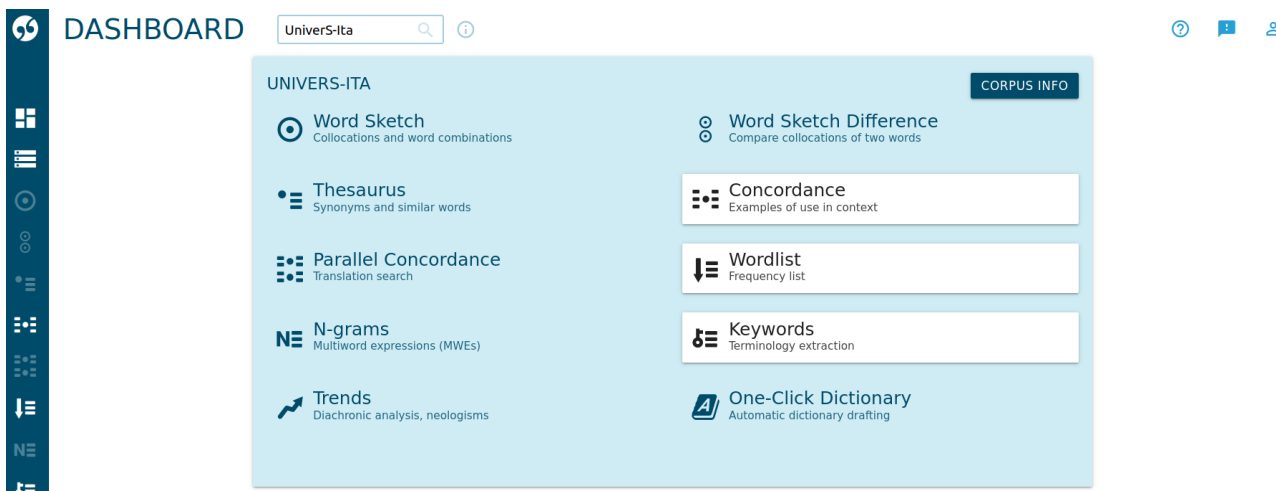 DASHBOARD
UniverS-Ita
UNIVERS-ITA
CORPUS INFO
Word Sketch
Collocations and word combinations
Word Sketch Difference
Compare collocations of two words
Thesaurus
Synonyms and similar words
Concordance
Examples of use in context
Parallel Concordance
Translation search
Wordlist
Frequency list
N-grams
Multiword expressions (MWEs)
Keywords
Terminology extraction
Trends
Diachronic analysis, neologisms
One-Click Dictionary
Automatic dictionary drafting